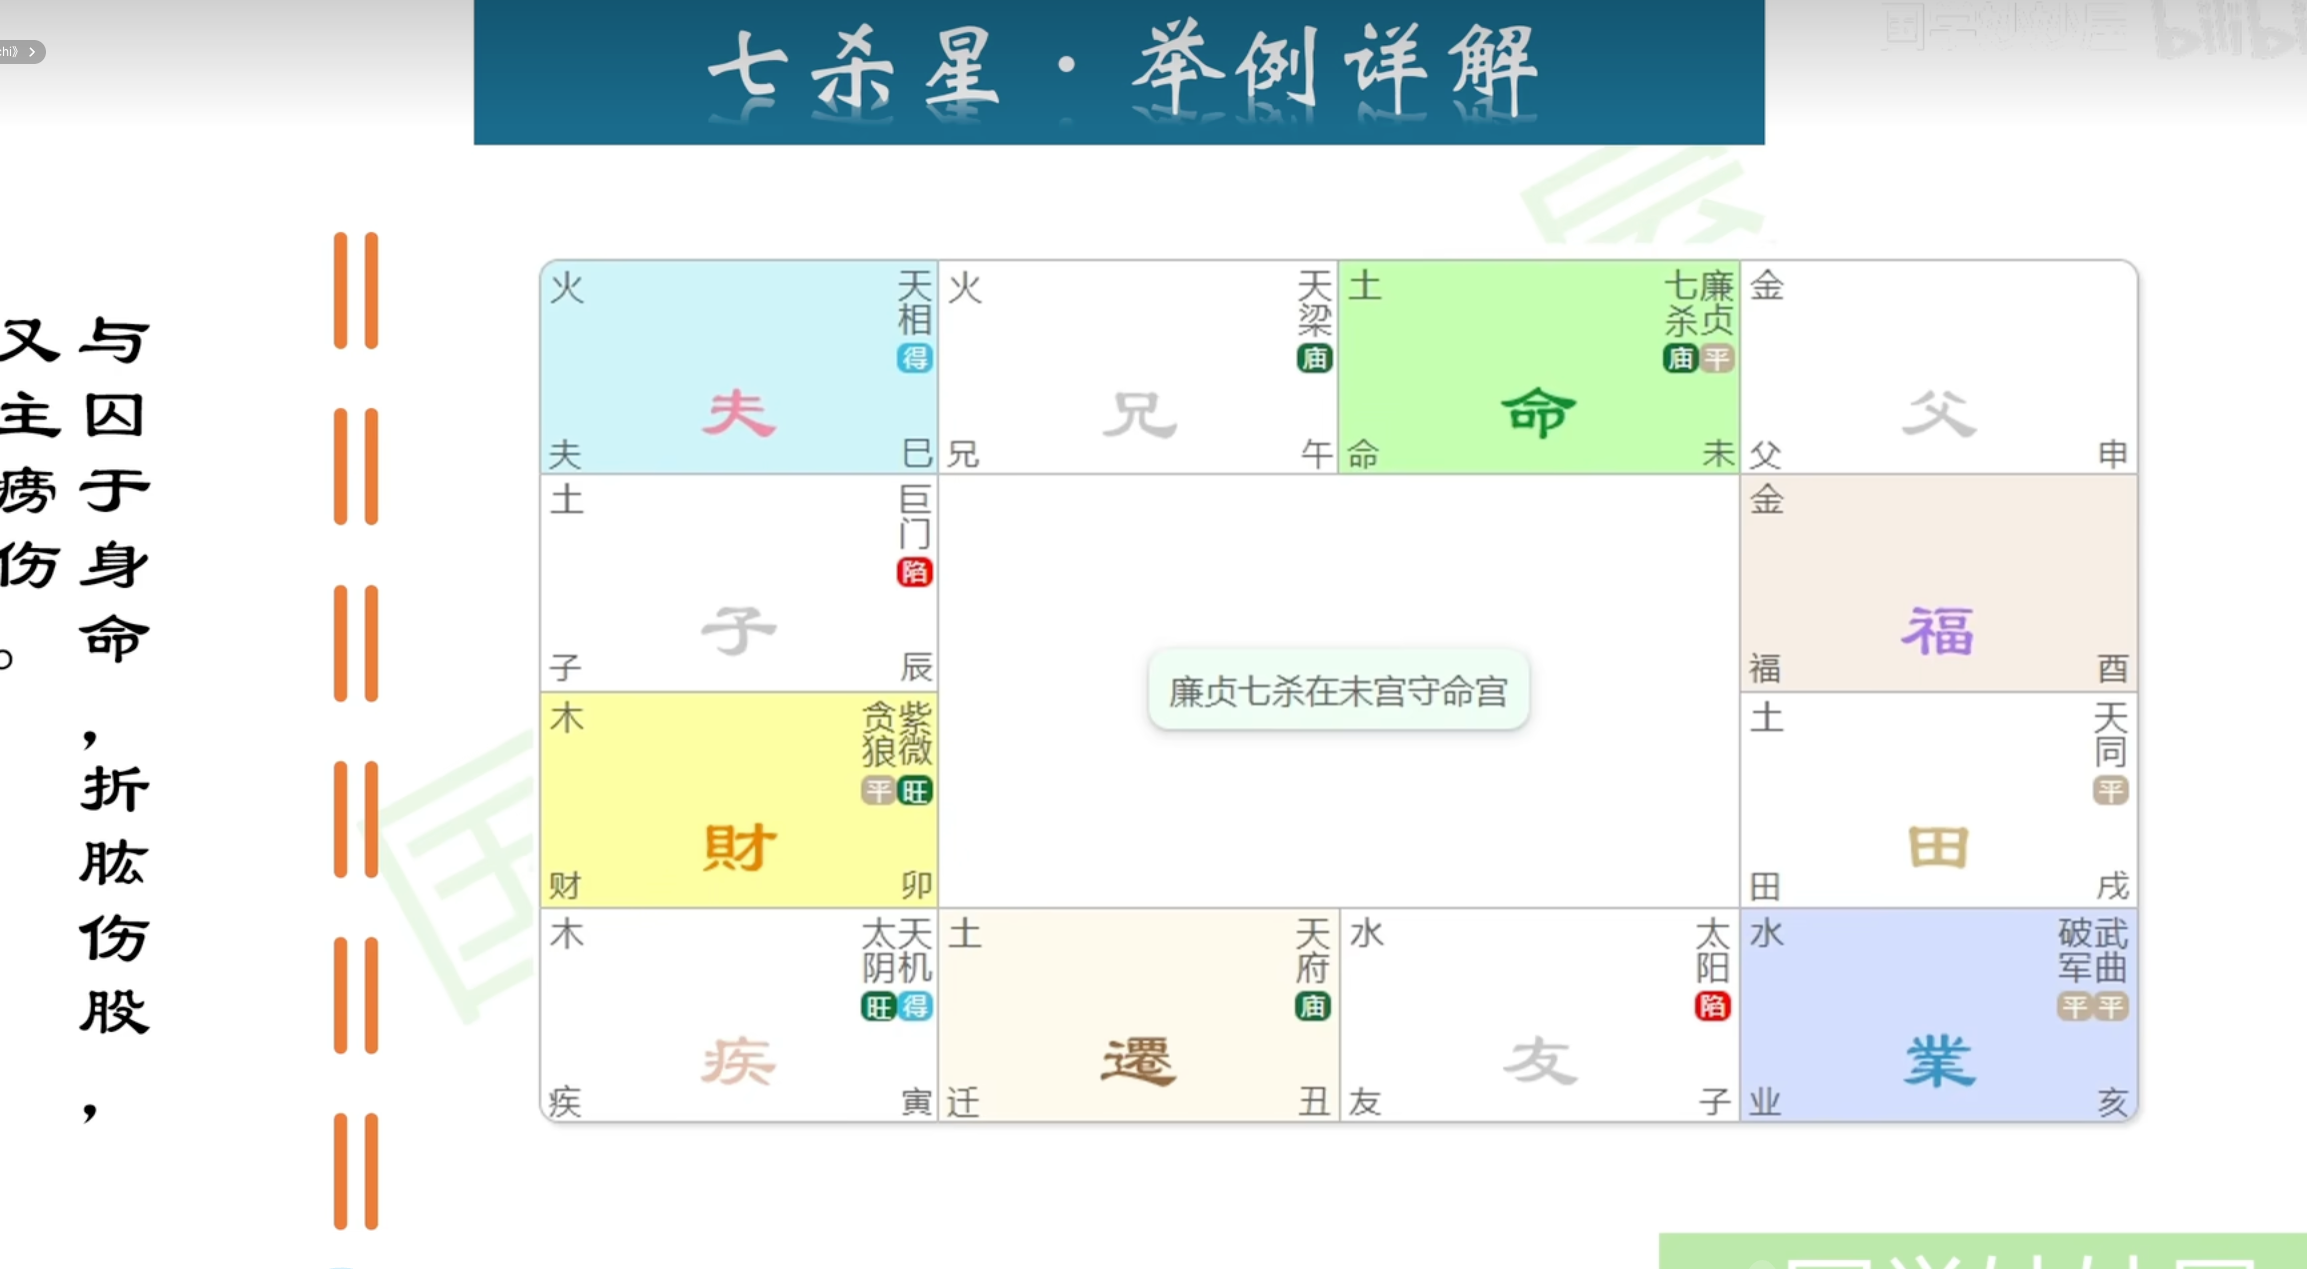 chi》 >
七杀星·举例详解
与囚于身命，折肱伤股，
又主痨伤。
火
天相
得
夫
夫
巳
火
天梁
庙
兄
兄
午
土
七杀 廉贞
庙 平
命
命
未
金
父
父
申
土
巨门
陷
子
子
辰
廉贞七杀在未宫守命宫
金
福
福
酉
木
贪狼 紫微
平 旺
財
财
卯
土
天同
平
田
田
戌
木
太阴 天机
旺 得
疾
疾
寅
土
天府
庙
遷
迁
丑
水
太阳
陷
友
友
子
水
破军 武曲
平 平
業
业
亥